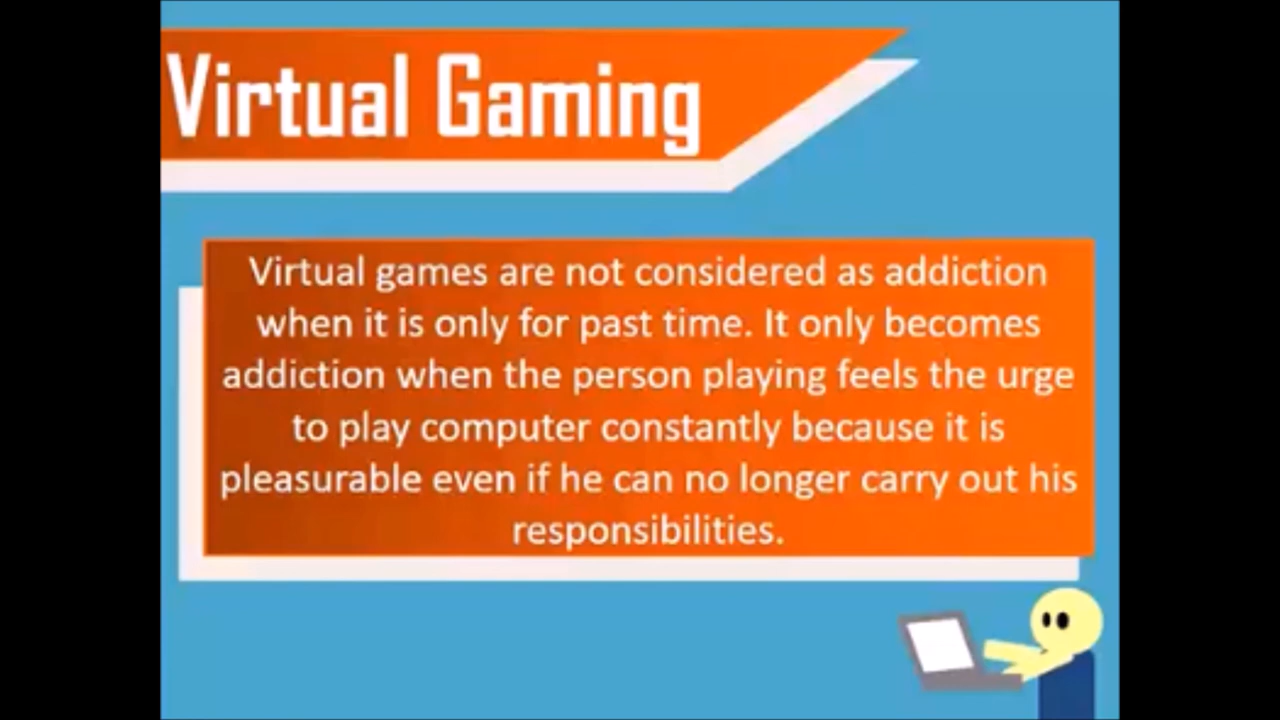 Virtual Gaming
Virtual games are not considered as addiction
when it is only for past time. It only becomes
addiction when the person playing feels the urge
to play computer constantly because it is
pleasurable even if he can no longer carry out his
responsibilities.